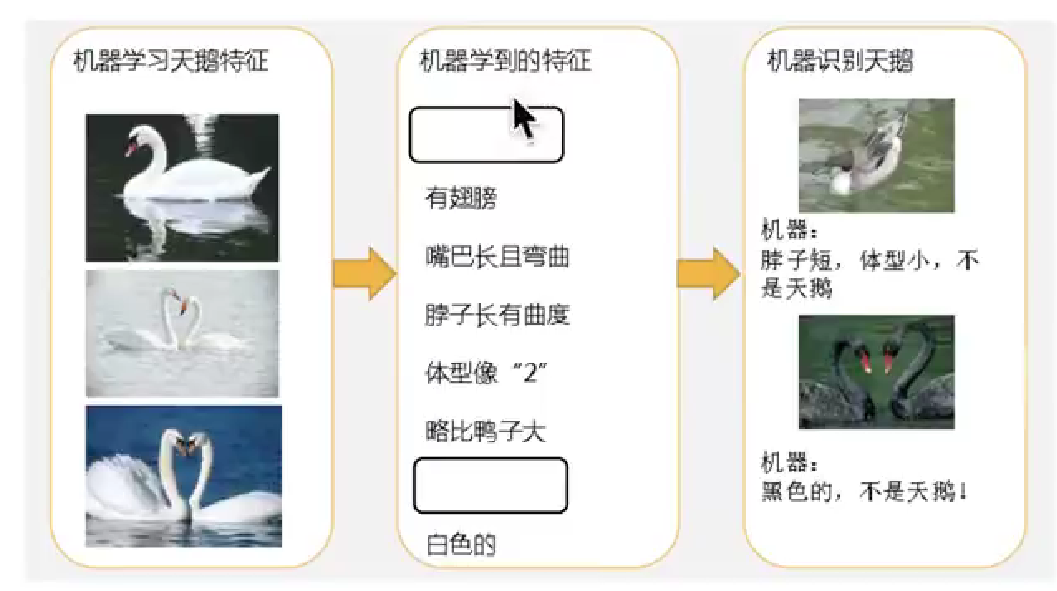 机器学习天鹅特征
机器学到的特征
有翅膀
嘴巴长且弯曲
脖子长有曲度
体型像“2”
略比鸭子大
白色的
机器识别天鹅
机器：
脖子短，体型小，不
是天鹅
机器：
黑色的，不是天鹅！